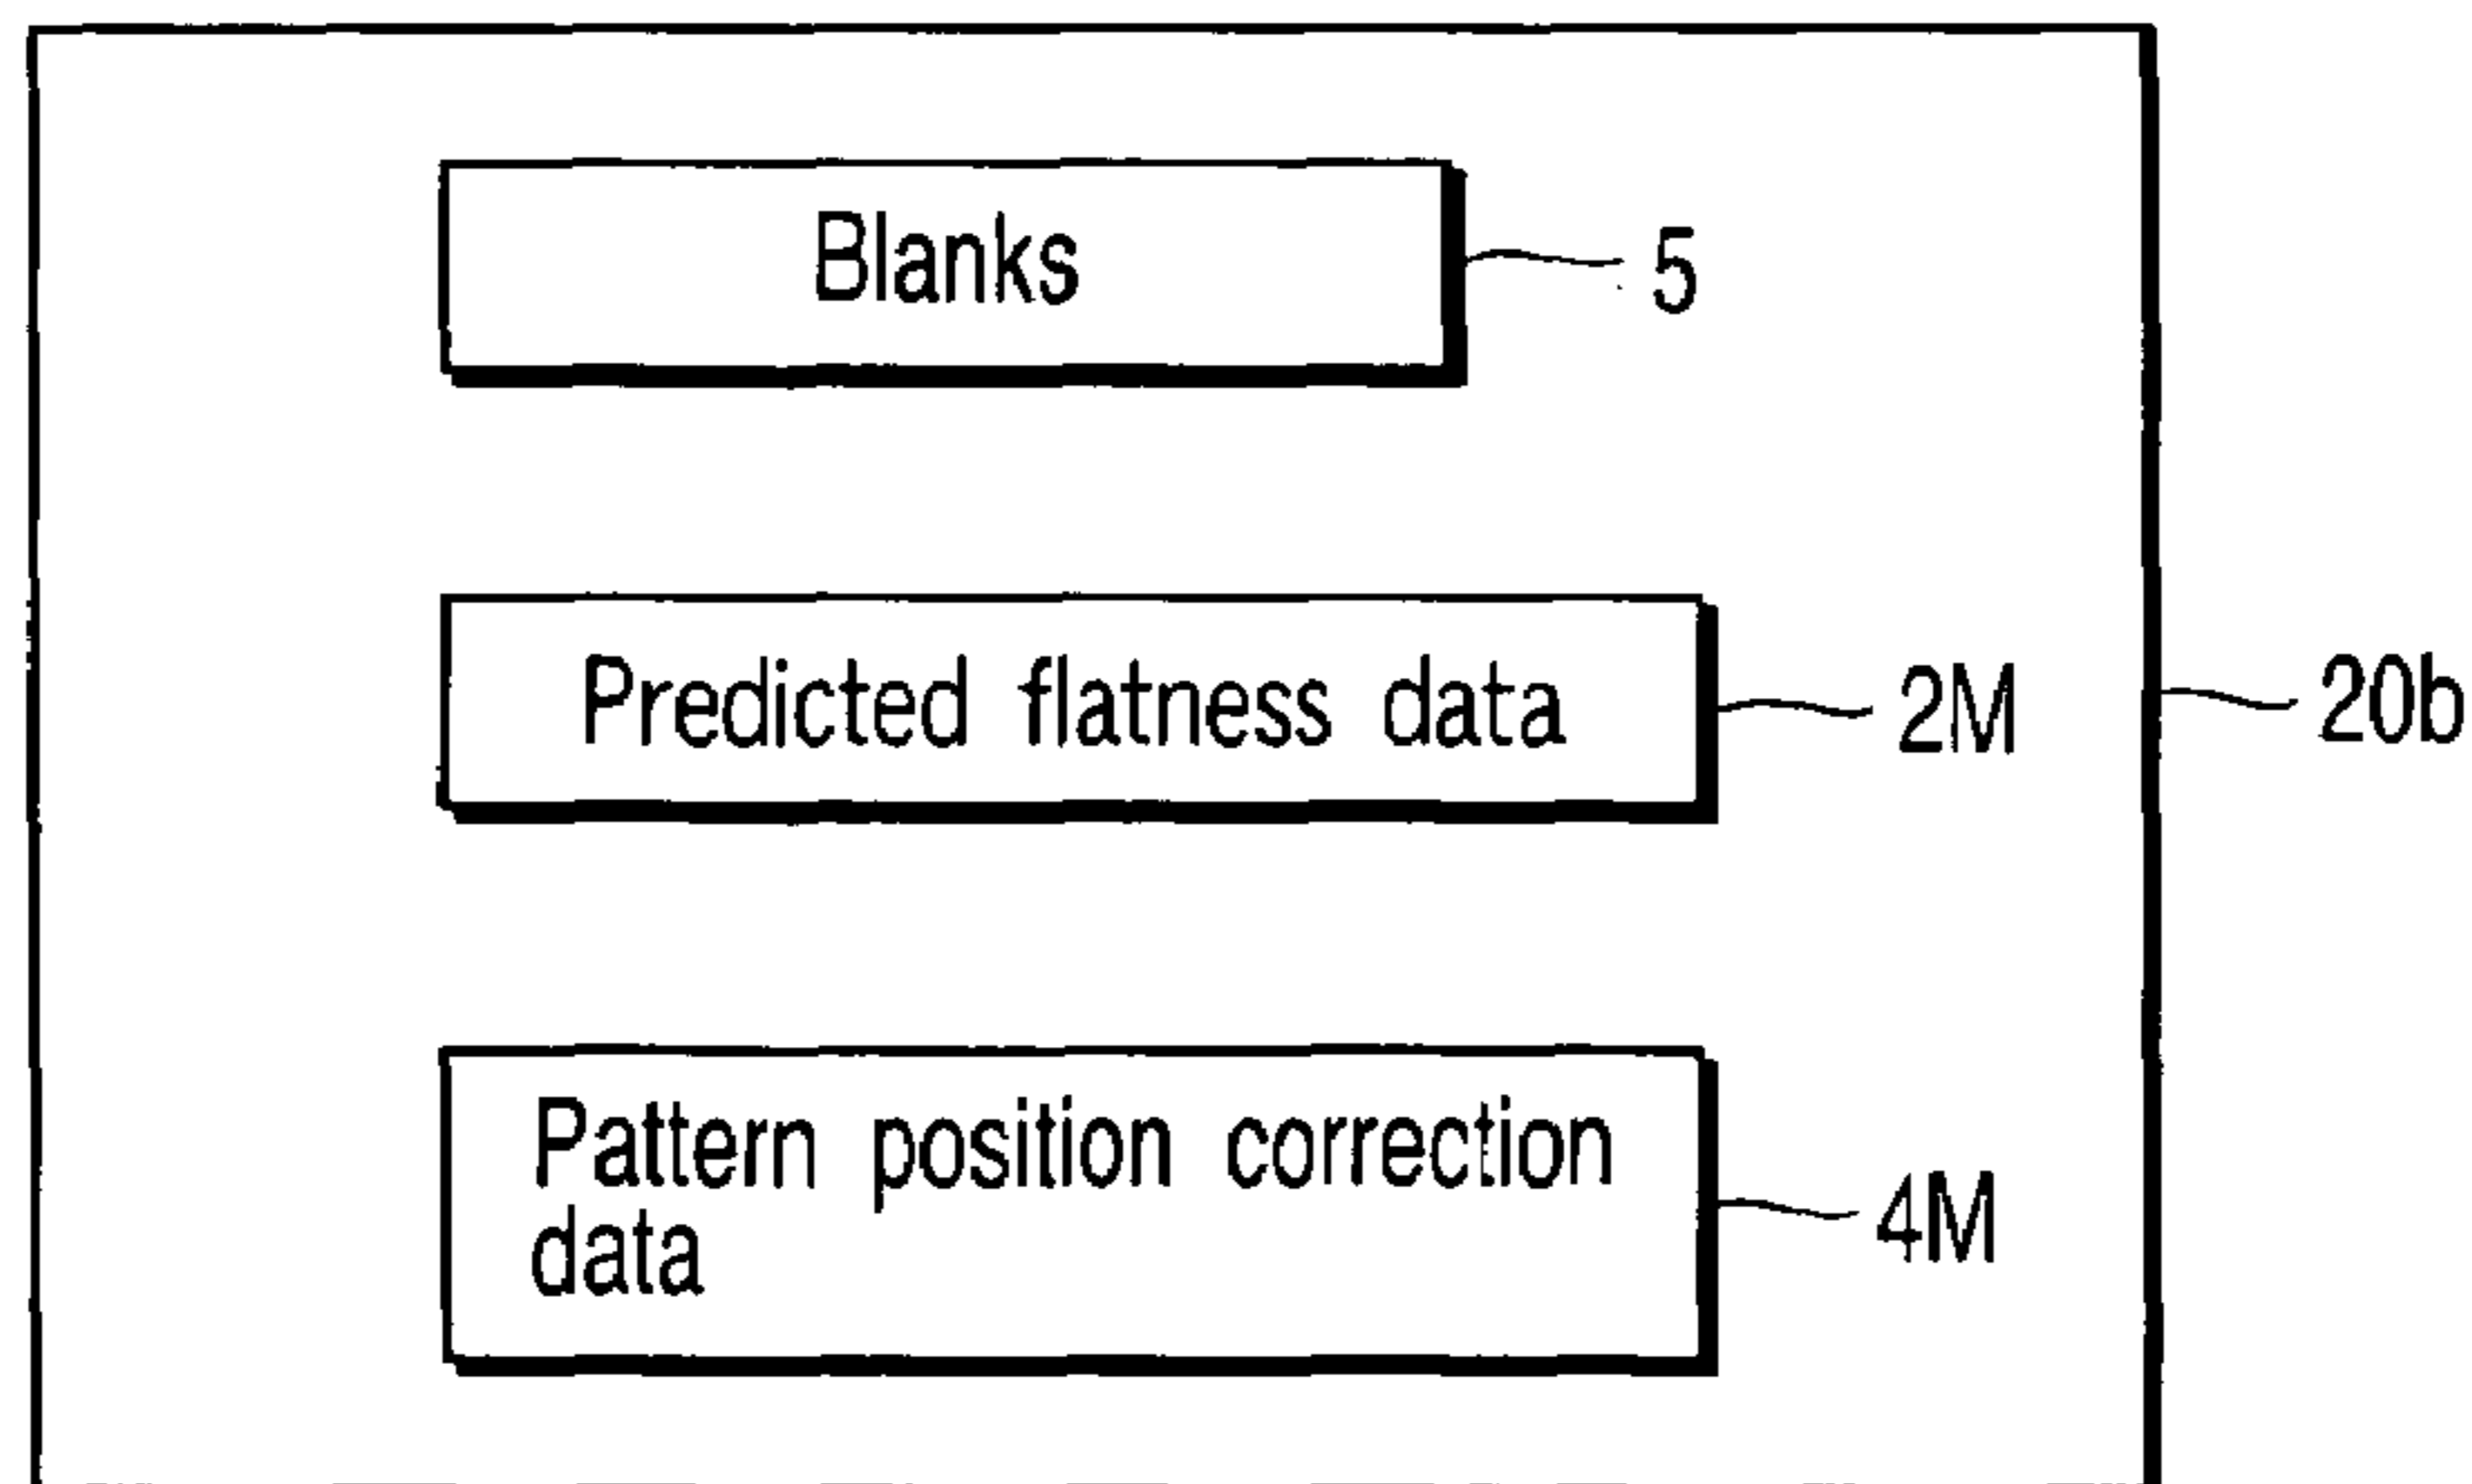 Blanks
5
Predicted flatness data
2M
20b
Pattern position correction
data
4M